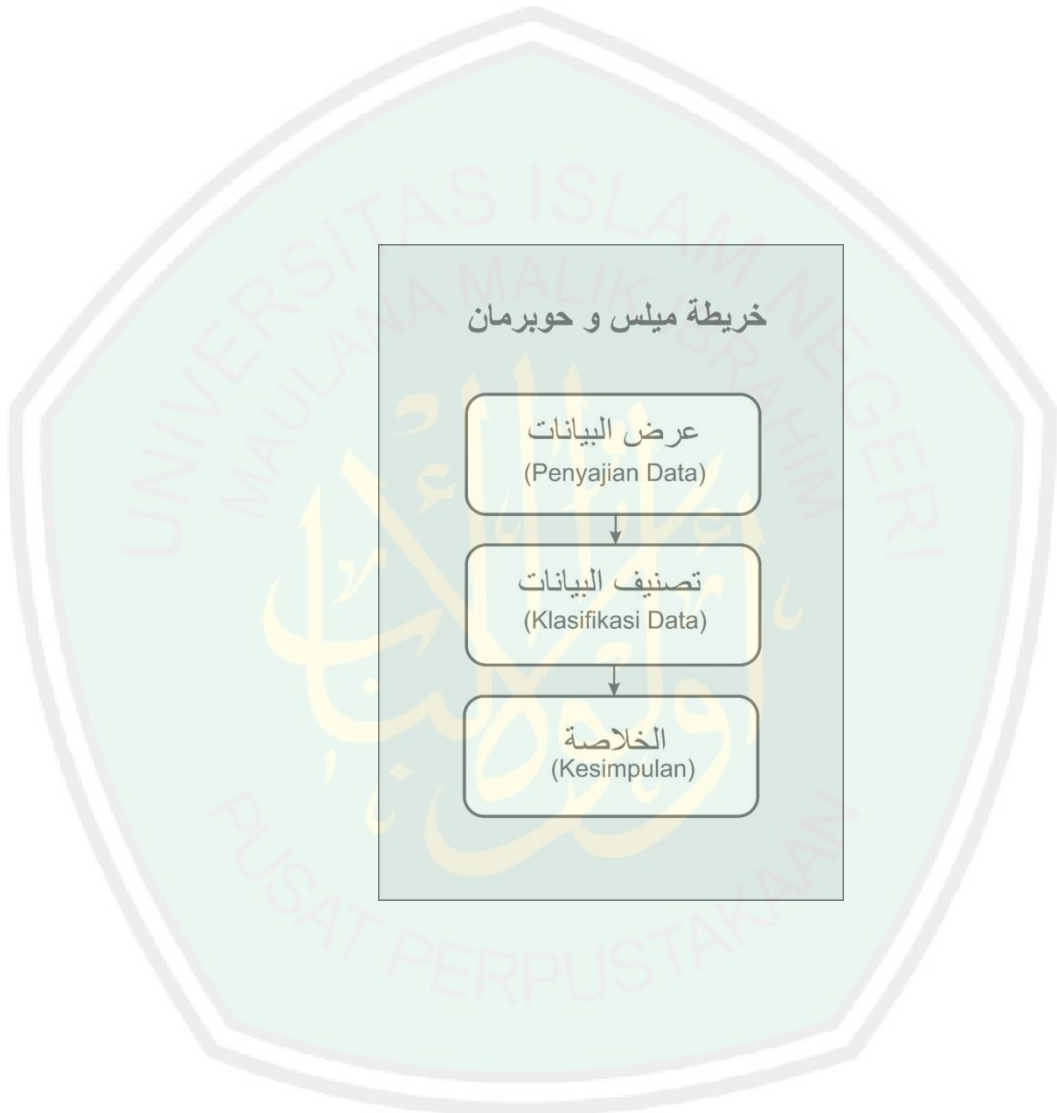 UNIVERSITAS ISLAM NEGERI
MAULANA MALIK IBRAHIM
خريطة ميلس و حوبرمان
عرض البيانات
(Penyajian Data)
تصنيف البيانات
(Klasifikasi Data)
الخلاصة
(Kesimpulan)
PUSAT PERPUSTAKAAN